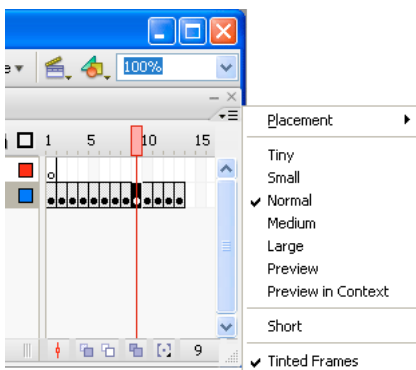 e
100%
1 5 10 15
9
Placement
Tiny
Small
Normal
Medium
Large
Preview
Preview in Context
Short
Tinted Frames